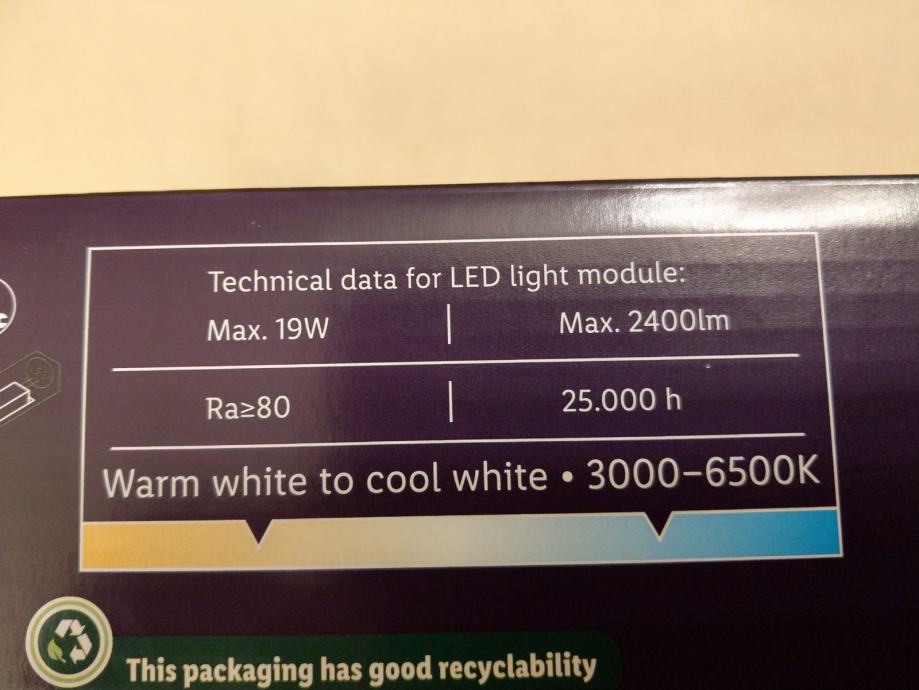 Technical data for LED light module:
Max. 19W | Max. 2400lm
Ra≥80 | 25.000 h
Warm white to cool white • 3000–6500K
LED
This packaging has good recyclability